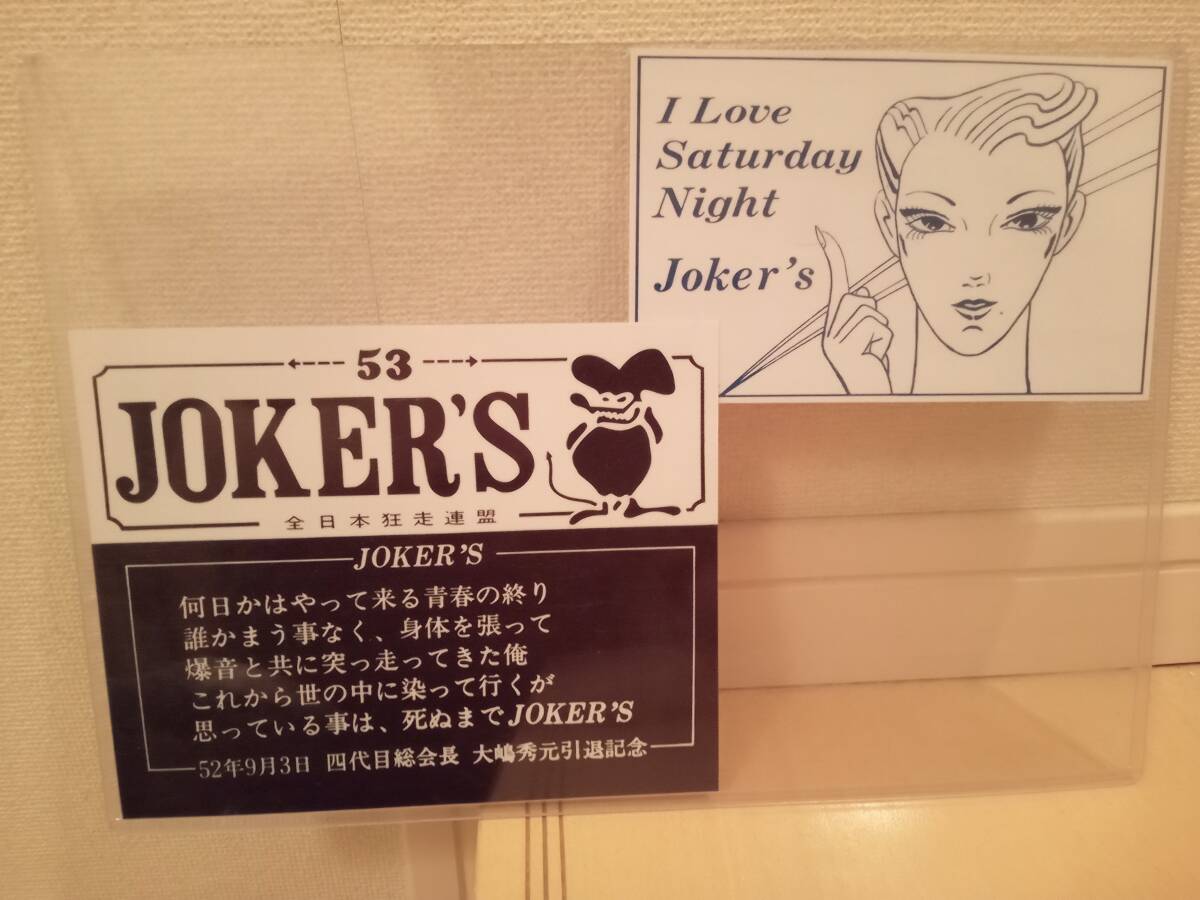 I Love
Saturday
Night
Joker's
53
JOKER'S
全日本狂走連盟
JOKER'S
何日かはやって来る青春の終り
誰かまう事なく、身体を張って
爆音と共に突っ走ってきた俺
これから世の中に染って行くが
思っている事は、死ぬまでJOKER'S
52年9月3日 四代目総会長 大嶋秀元引退記念